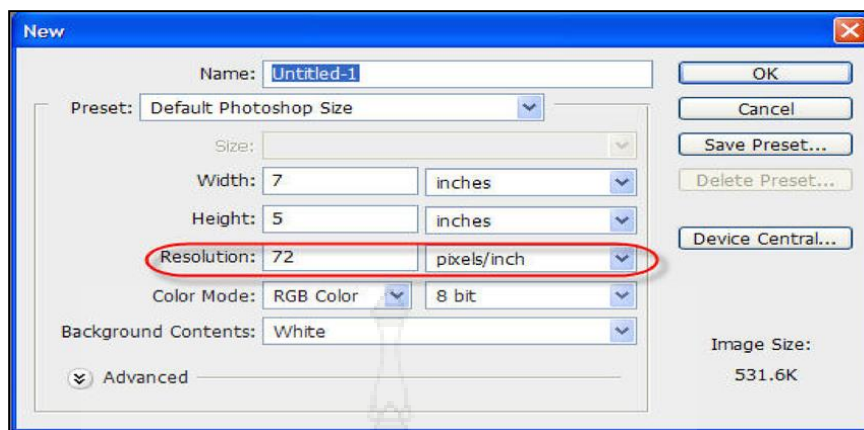 New
Name: Untitled-1
OK
Preset: Default Photoshop Size
Cancel
Size:
Save Preset...
Width: 7 inches
Delete Preset...
Height: 5 inches
Device Central...
Resolution: 72 pixels/inch
Color Mode: RGB Color 8 bit
Background Contents: White
Image Size:
531.6K
Advanced